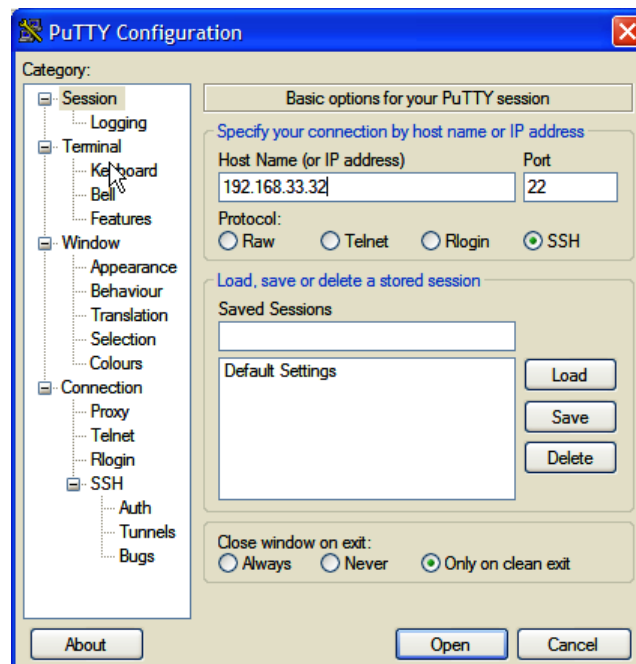 PuTTY Configuration
Category:
Session
Logging
Terminal
Keyboard
Bell
Features
Window
Appearance
Behaviour
Translation
Selection
Colours
Connection
Proxy
Telnet
Rlogin
SSH
Auth
Tunnels
Bugs
Basic options for your PuTTY session
Specify your connection by host name or IP address
Host Name (or IP address) Port
192.168.33.32 22
Protocol:
Raw Telnet Rlogin SSH
Load, save or delete a stored session
Saved Sessions
Default Settings
Load
Save
Delete
Close window on exit:
Always Never Only on clean exit
About Open Cancel